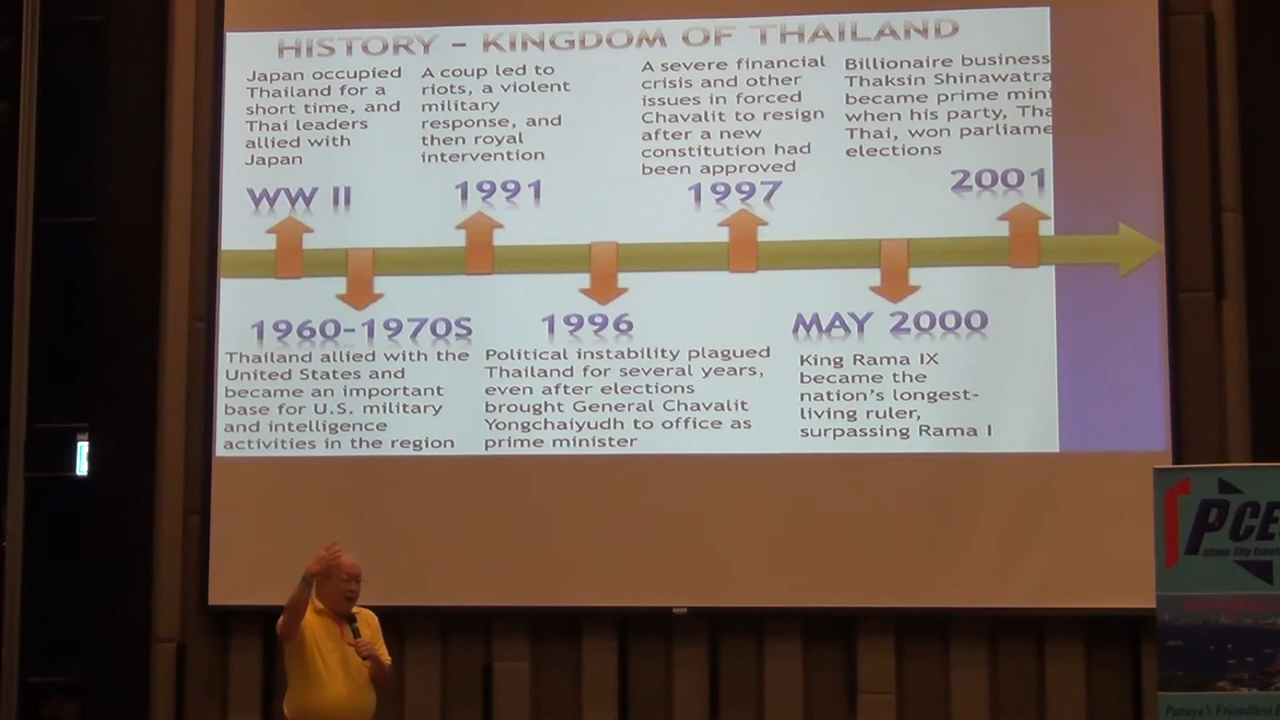 HISTORY – KINGDOM OF THAILAND
Japan occupied
Thailand for a
short time, and
Thai leaders
allied with
Japan
WW II
A coup led to
riots, a violent
military
response, and
then royal
intervention
1991
A severe financial
crisis and other
issues in forced
Chavalit to resign
after a new
constitution had
been approved
1997
Billionaire business
Thaksin Shinawatra
became prime mini
when his party, Tha
Thai, won parliame
elections
2001
1960-1970S
Thailand allied with the
United States and
became an important
base for U.S. military
and intelligence
activities in the region
1996
Political instability plagued
Thailand for several years,
even after elections
brought General Chavalit
Yongchaiyudh to office as
prime minister
MAY 2000
King Rama IX
became the
nation's longest-
living ruler,
surpassing Rama I
PCE
City
Friendliest